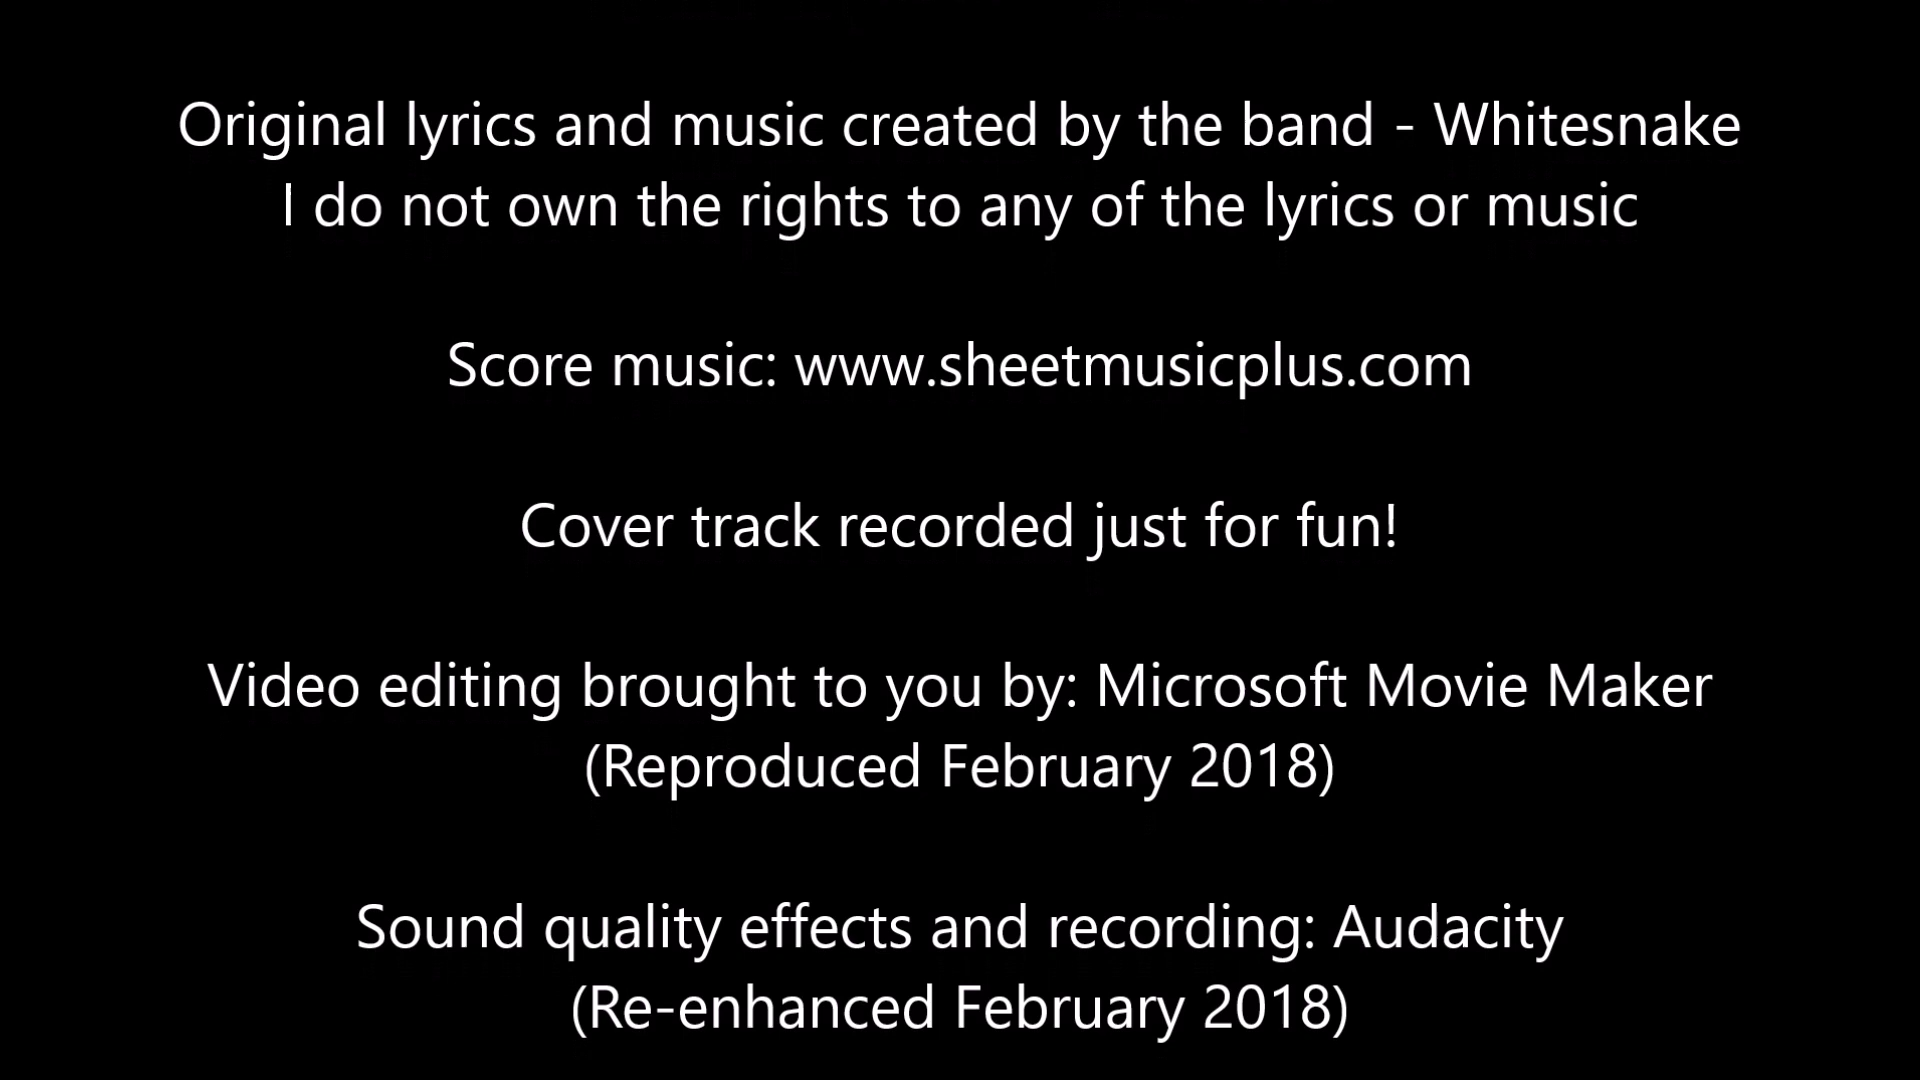 Original lyrics and music created by the band - Whitesnake
I do not own the rights to any of the lyrics or music
Score music: www.sheetmusicplus.com
Cover track recorded just for fun!
Video editing brought to you by: Microsoft Movie Maker
(Reproduced February 2018)
Sound quality effects and recording: Audacity
(Re-enhanced February 2018)